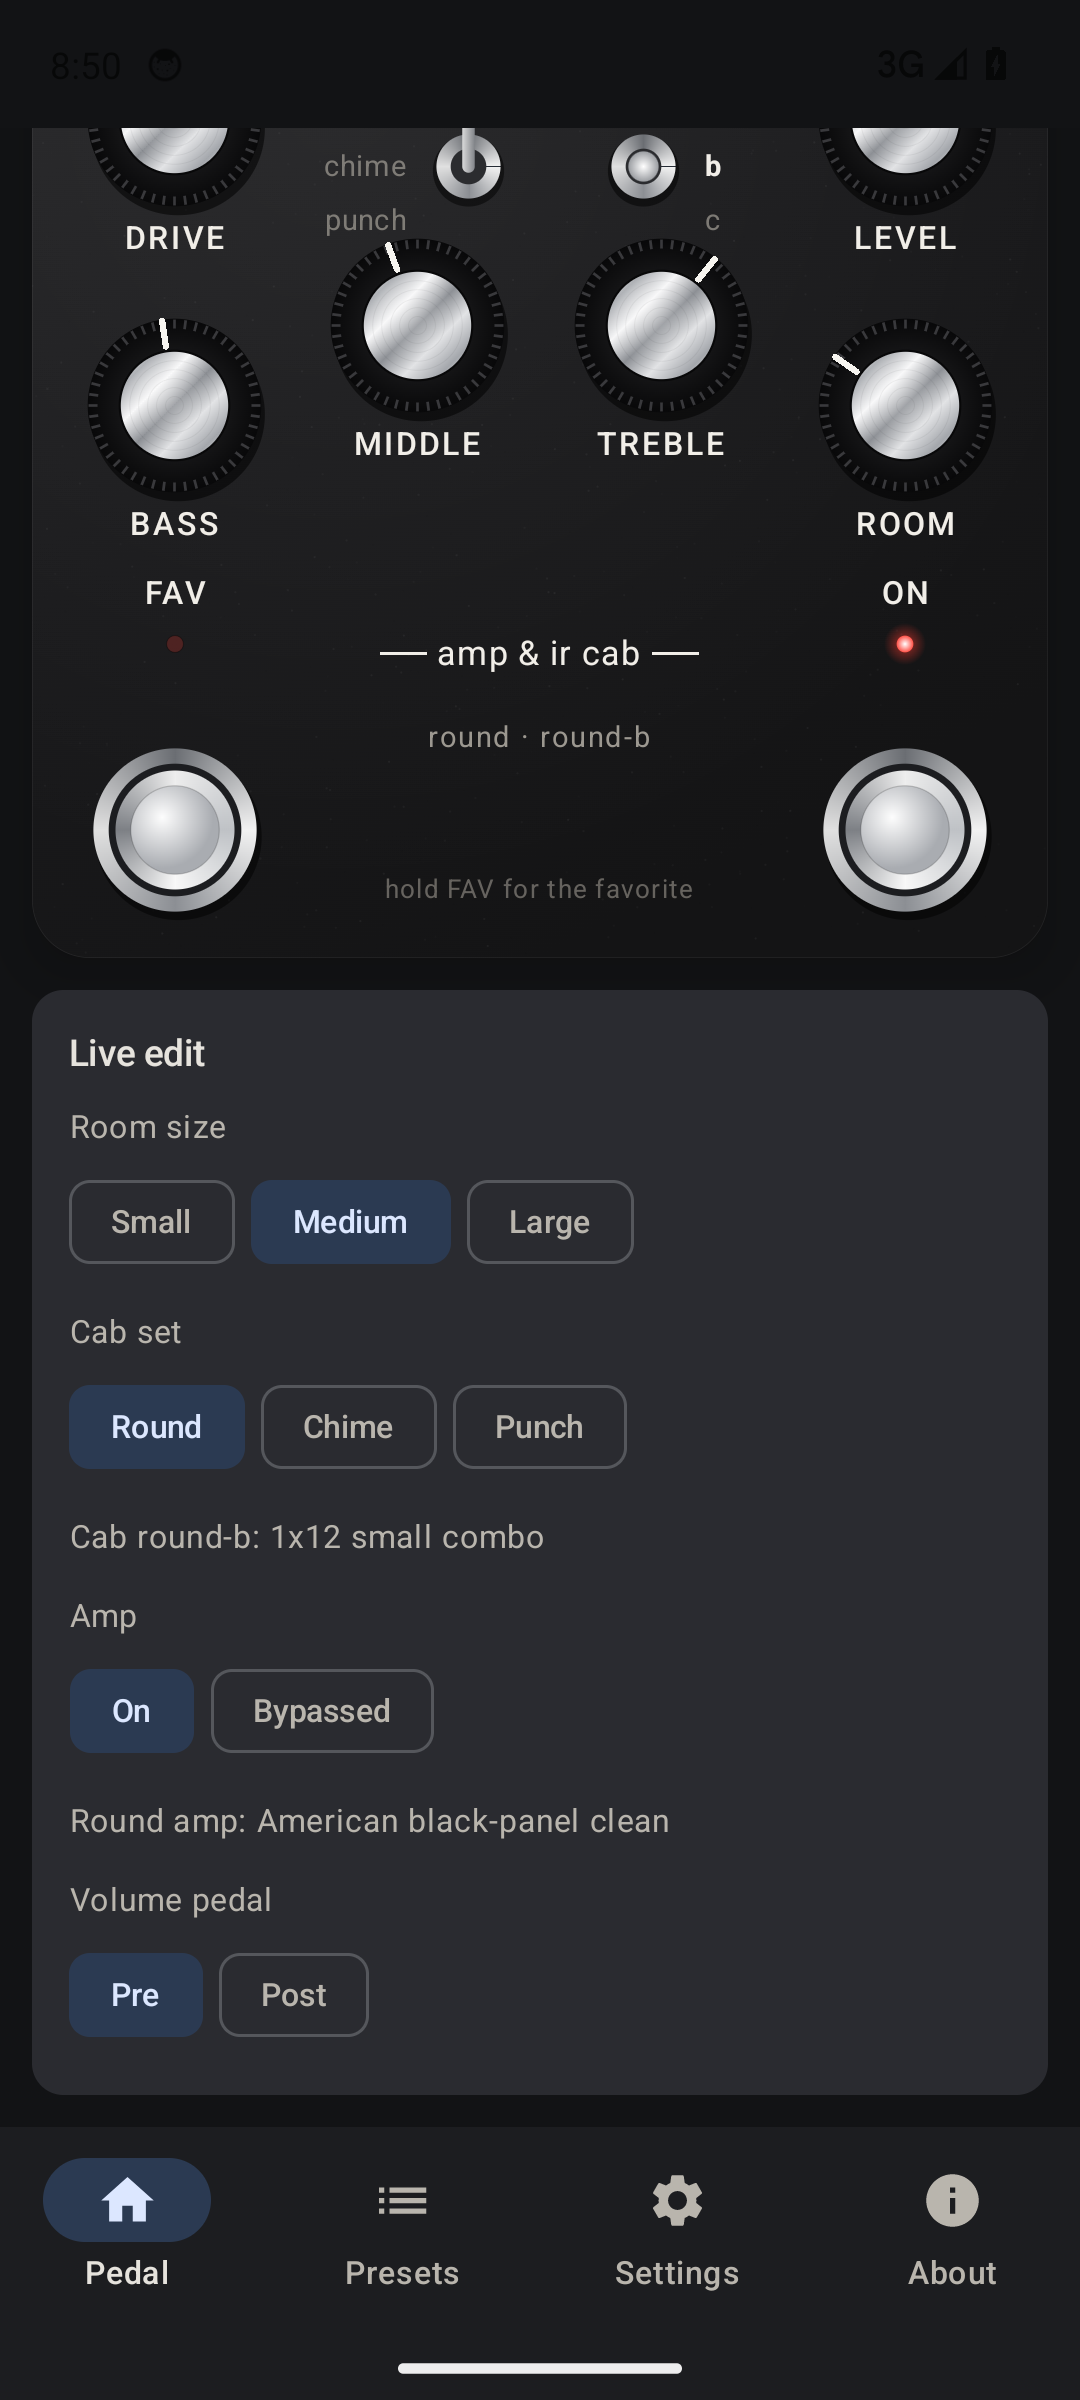 8:50
3G
chime
b
punch
c
DRIVE
LEVEL
MIDDLE
TREBLE
BASS
ROOM
FAV
ON
amp & ir cab
round · round-b
hold FAV for the favorite
Live edit
Room size
Small Medium Large
Cab set
Round Chime Punch
Cab round-b: 1x12 small combo
Amp
On Bypassed
Round amp: American black-panel clean
Volume pedal
Pre Post
Pedal Presets Settings About